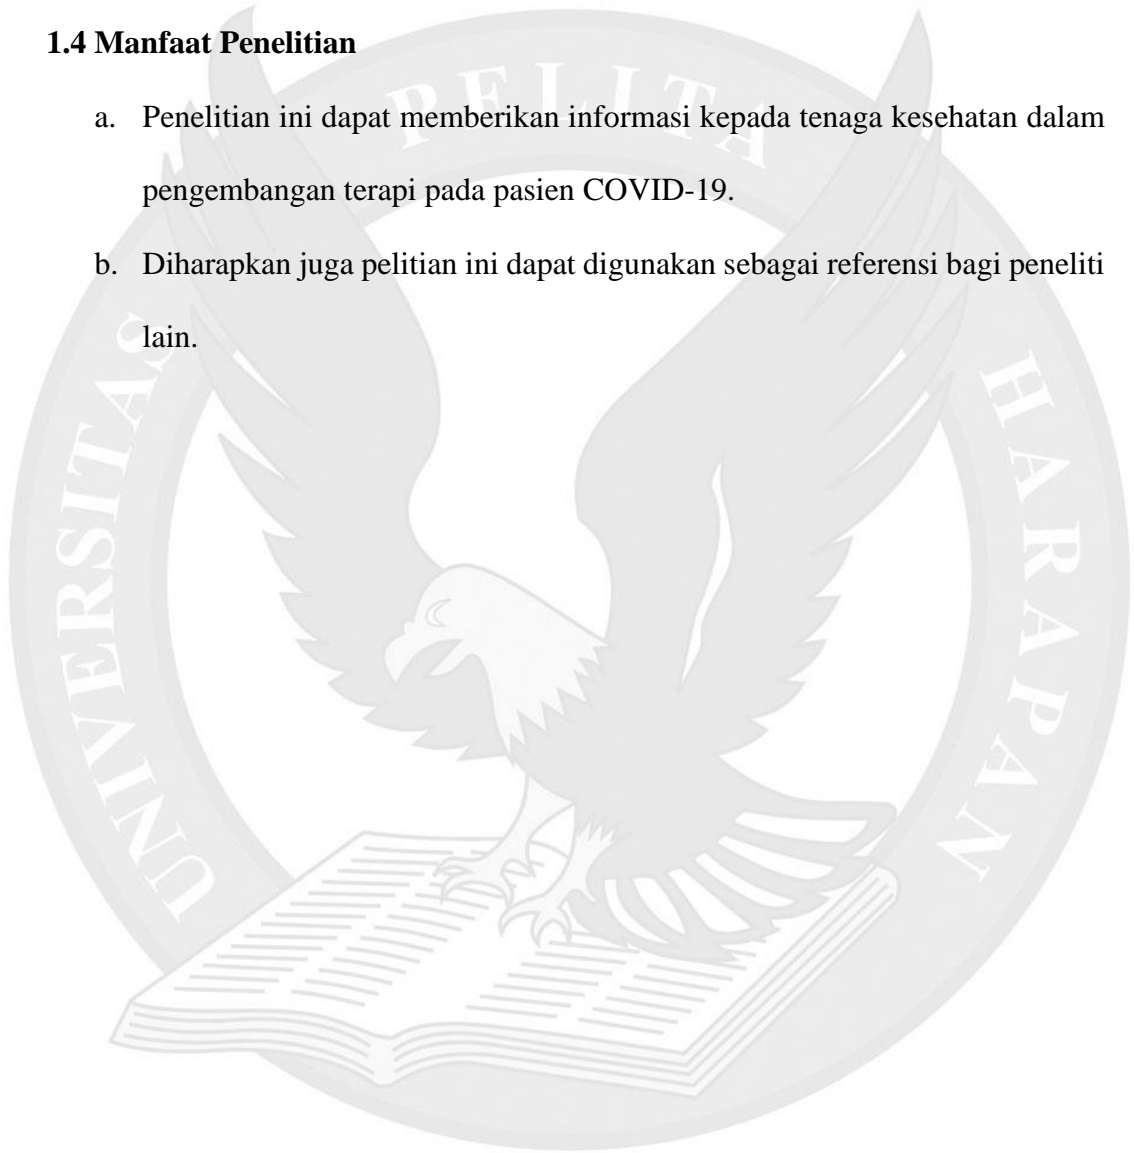 1.4 Manfaat Penelitian
a. Penelitian ini dapat memberikan informasi kepada tenaga kesehatan dalam
pengembangan terapi pada pasien COVID-19.
b. Diharapkan juga pelitian ini dapat digunakan sebagai referensi bagi peneliti
lain.
UNIVERSITAS PELITA HARAPAN